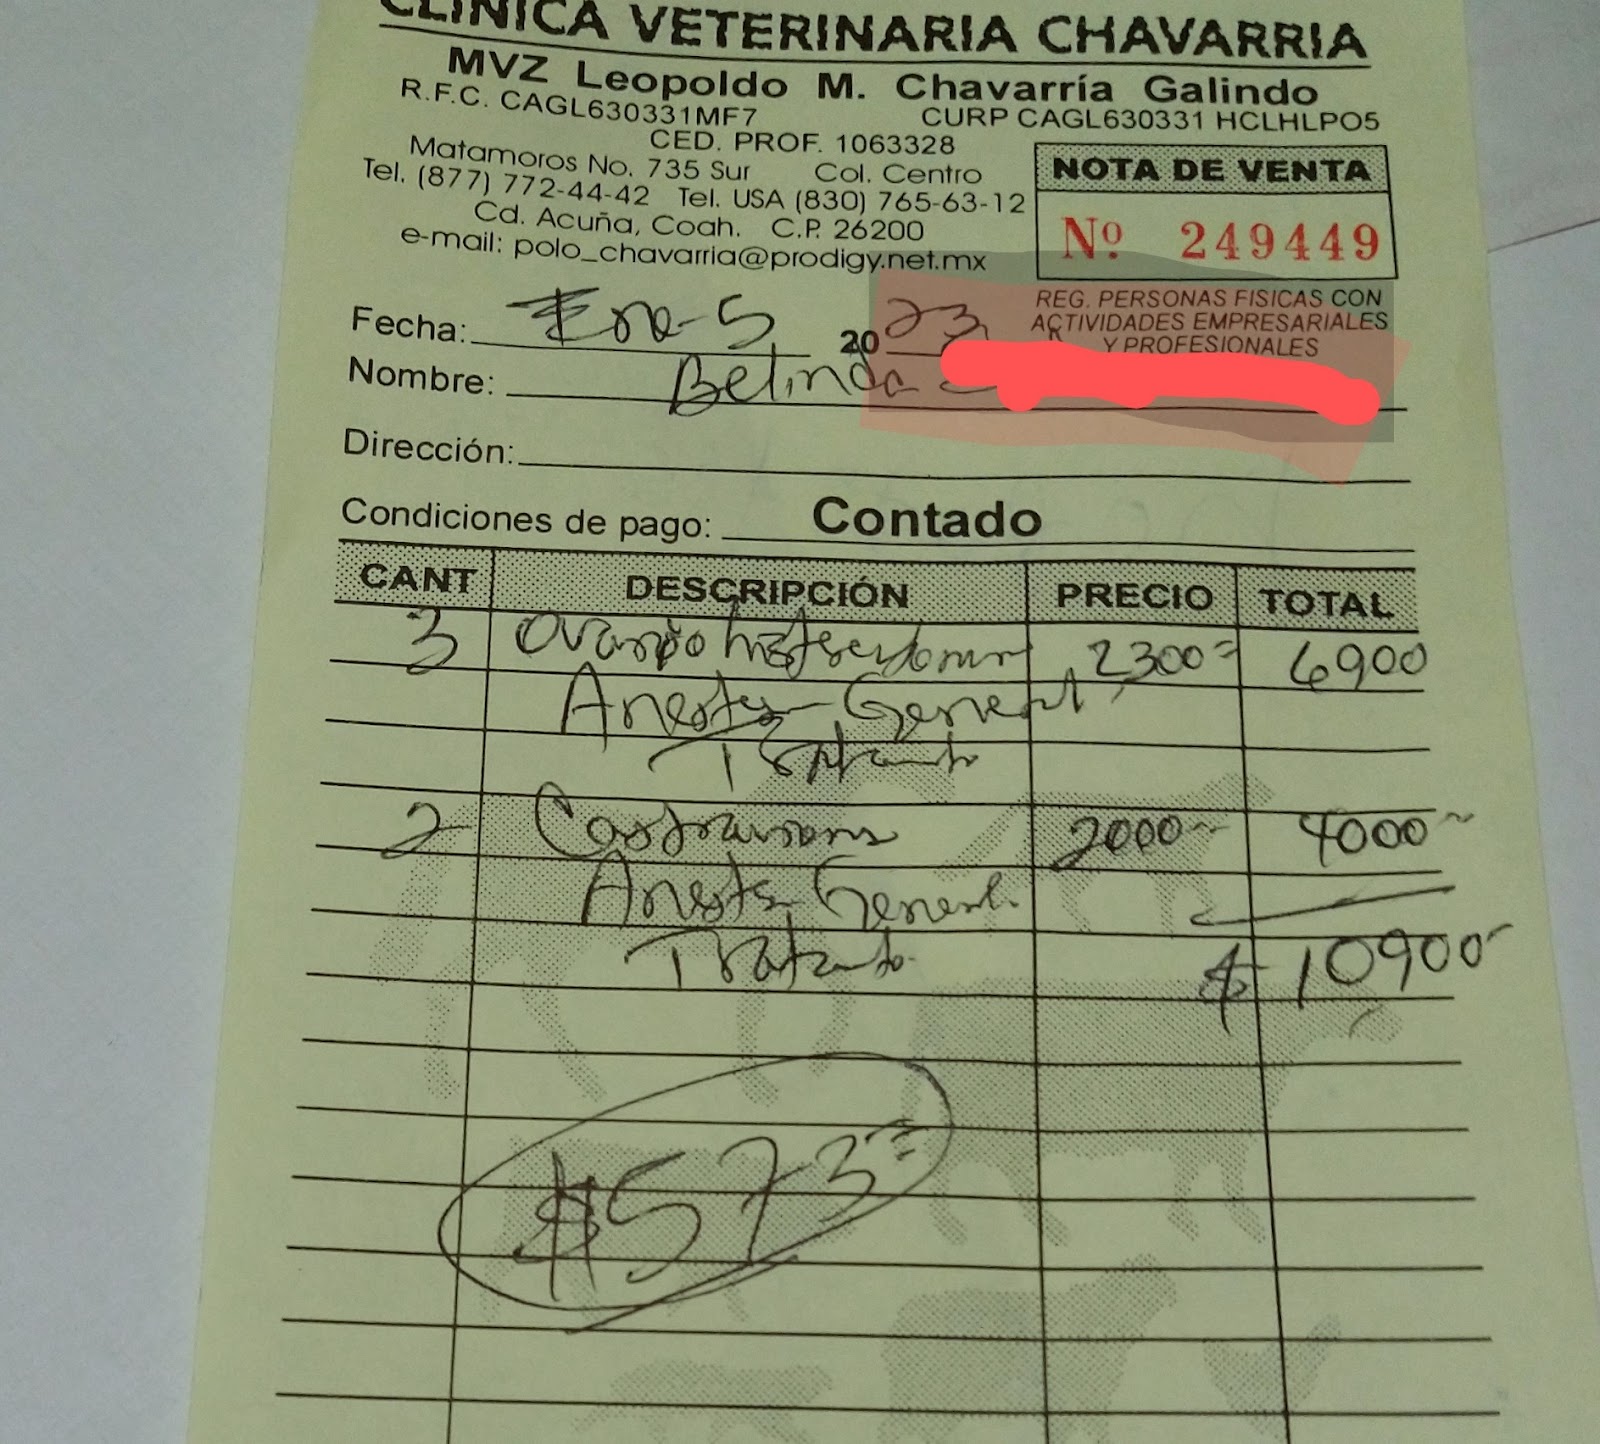 CLINICA VETERINARIA CHAVARRIA
MVZ Leopoldo M. Chavarría Galindo
R.F.C. CAGL630331MF7 CURP CAGL630331 HCLHLPO5
CED. PROF. 1063328
Matamoros No. 735 Sur Col. Centro
Tel. (877) 772-44-42 Tel. USA (830) 765-63-12
Cd. Acuña, Coah. C.P. 26200
e-mail: polo_chavarria@prodigy.net.mx
NOTA DE VENTA
Nº 249449
REG. PERSONAS FISICAS CON
ACTIVIDADES EMPRESARIALES
Y PROFESIONALES
Fecha: Ene-5 2023
Nombre: Belinda
Dirección:
Condiciones de pago: Contado
CANT DESCRIPCIÓN PRECIO TOTAL
3 2300= 6900
General
2 2000 4000
General
$ 10900
$573=